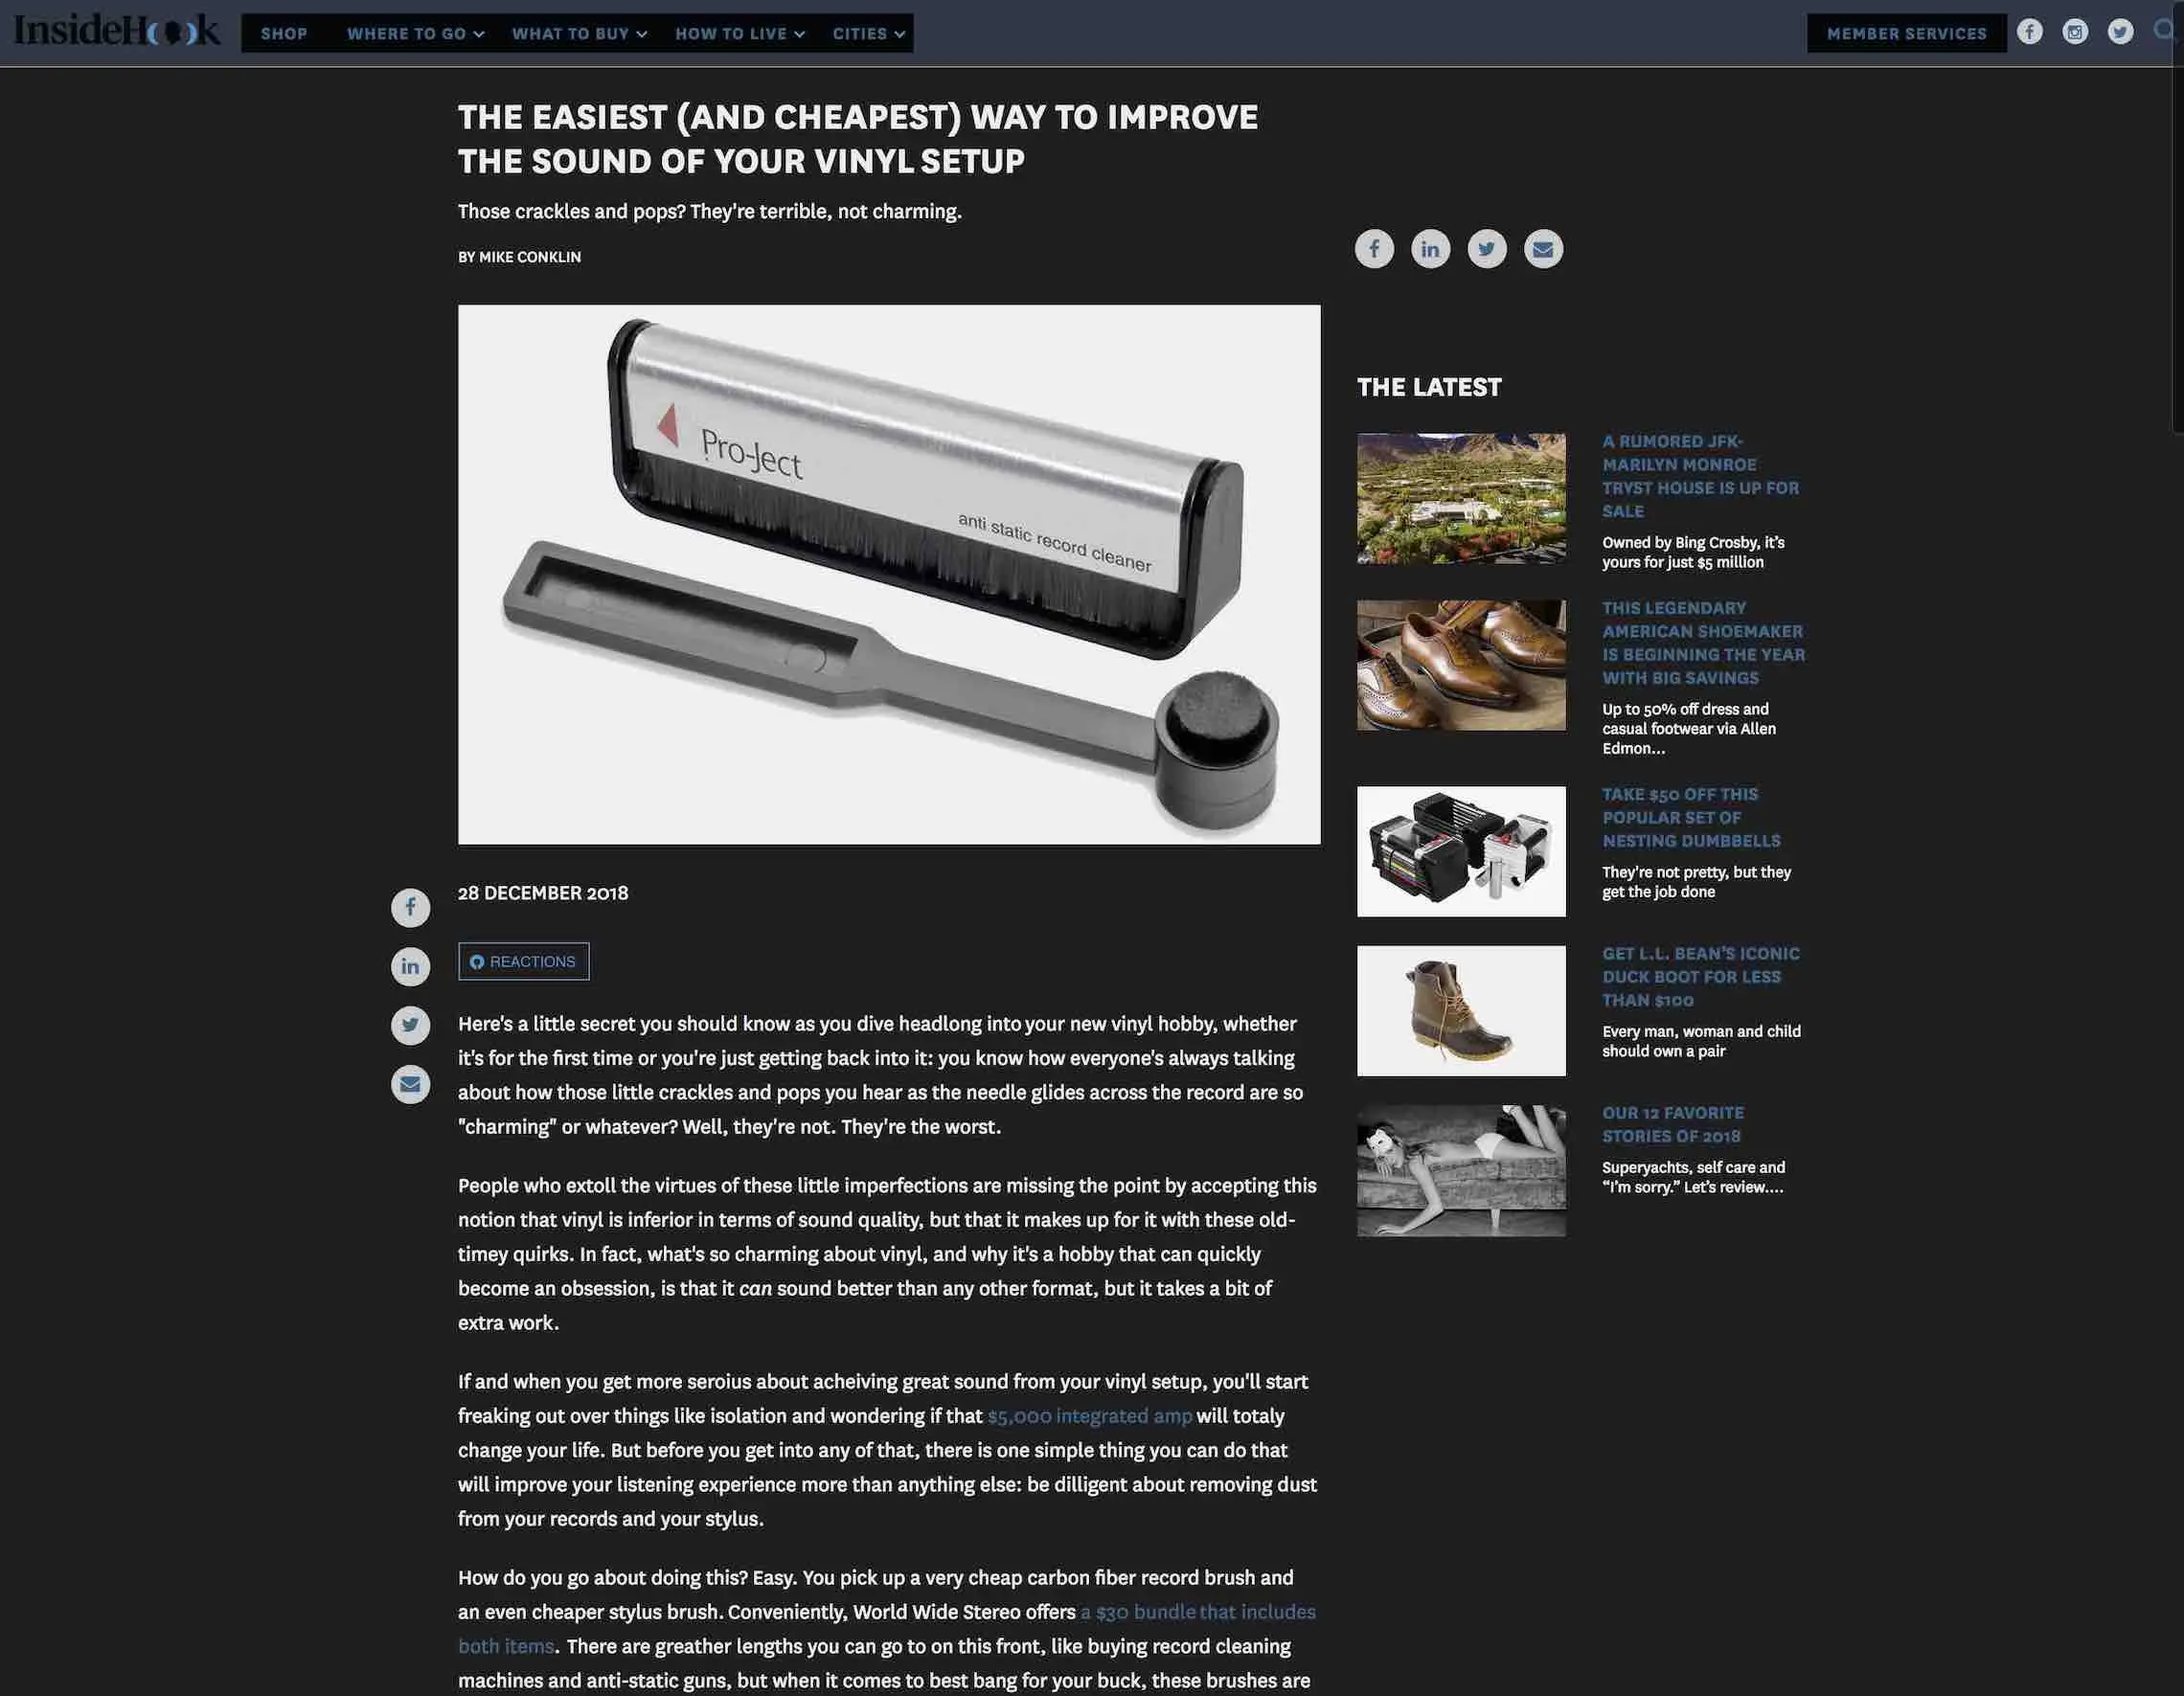 InsideHook
SHOP WHERE TO GO WHAT TO BUY HOW TO LIVE CITIES
MEMBER SERVICES
THE EASIEST (AND CHEAPEST) WAY TO IMPROVE
THE SOUND OF YOUR VINYL SETUP
Those crackles and pops? They're terrible, not charming.
BY MIKE CONKLIN
Pro-Ject
anti static record cleaner
28 DECEMBER 2018
REACTIONS
Here's a little secret you should know as you dive headlong into your new vinyl hobby, whether
it's for the first time or you're just getting back into it: you know how everyone's always talking
about how those little crackles and pops you hear as the needle glides across the record are so
"charming" or whatever? Well, they're not. They're the worst.
People who extoll the virtues of these little imperfections are missing the point by accepting this
notion that vinyl is inferior in terms of sound quality, but that it makes up for it with these old-
timey quirks. In fact, what's so charming about vinyl, and why it's a hobby that can quickly
become an obsession, is that it can sound better than any other format, but it takes a bit of
extra work.
If and when you get more seroius about acheiving great sound from your vinyl setup, you'll start
freaking out over things like isolation and wondering if that $5,000 integrated amp will totaly
change your life. But before you get into any of that, there is one simple thing you can do that
will improve your listening experience more than anything else: be dilligent about removing dust
from your records and your stylus.
How do you go about doing this? Easy. You pick up a very cheap carbon fiber record brush and
an even cheaper stylus brush. Conveniently, World Wide Stereo offers a $30 bundle that includes
both items. There are greather lengths you can go to on this front, like buying record cleaning
machines and anti-static guns, but when it comes to best bang for your buck, these brushes are
THE LATEST
A RUMORED JFK-
MARILYN MONROE
TRYST HOUSE IS UP FOR
SALE
Owned by Bing Crosby, it's
yours for just $5 million
THIS LEGENDARY
AMERICAN SHOEMAKER
IS BEGINNING THE YEAR
WITH BIG SAVINGS
Up to 50% off dress and
casual footwear via Allen
Edmon...
TAKE $50 OFF THIS
POPULAR SET OF
NESTING DUMBBELLS
They're not pretty, but they
get the job done
GET L.L. BEAN'S ICONIC
DUCK BOOT FOR LESS
THAN $100
Every man, woman and child
should own a pair
OUR 12 FAVORITE
STORIES OF 2018
Superyachts, self care and
“I'm sorry.” Let's review....